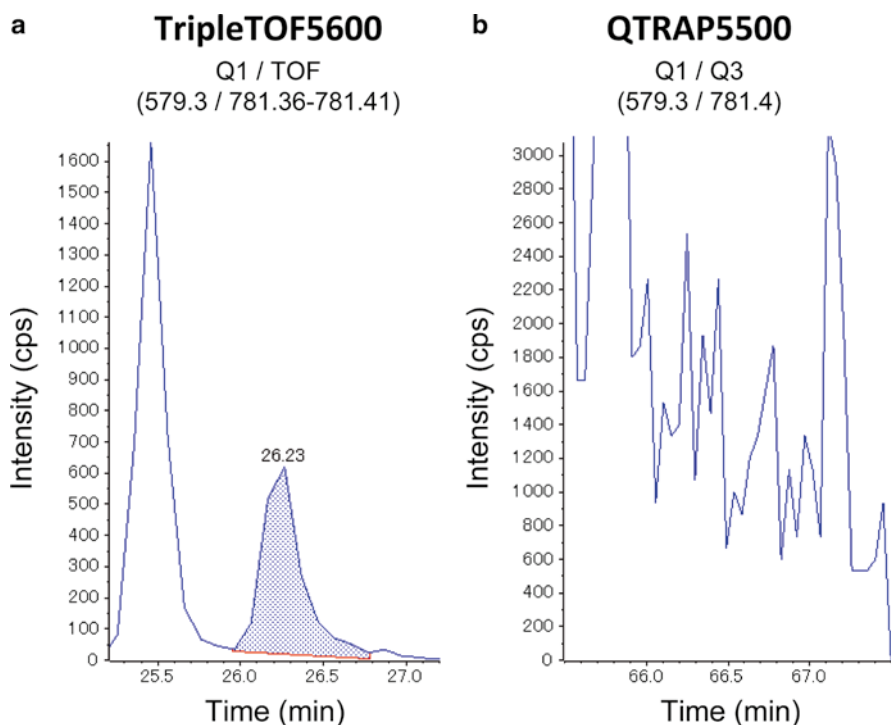 a TripleTOF5600
Q1 / TOF
(579.3 / 781.36-781.41)
Intensity (cps)
1600
1500
1400
1300
1200
1100
1000
900
800
700
600
500
400
300
200
100
0
26.23
25.5 26.0 26.5 27.0
Time (min)
b QTRAP5500
Q1 / Q3
(579.3 / 781.4)
Intensity (cps)
3000
2800
2600
2400
2200
2000
1800
1600
1400
1200
1000
800
600
400
200
0
66.0 66.5 67.0
Time (min)